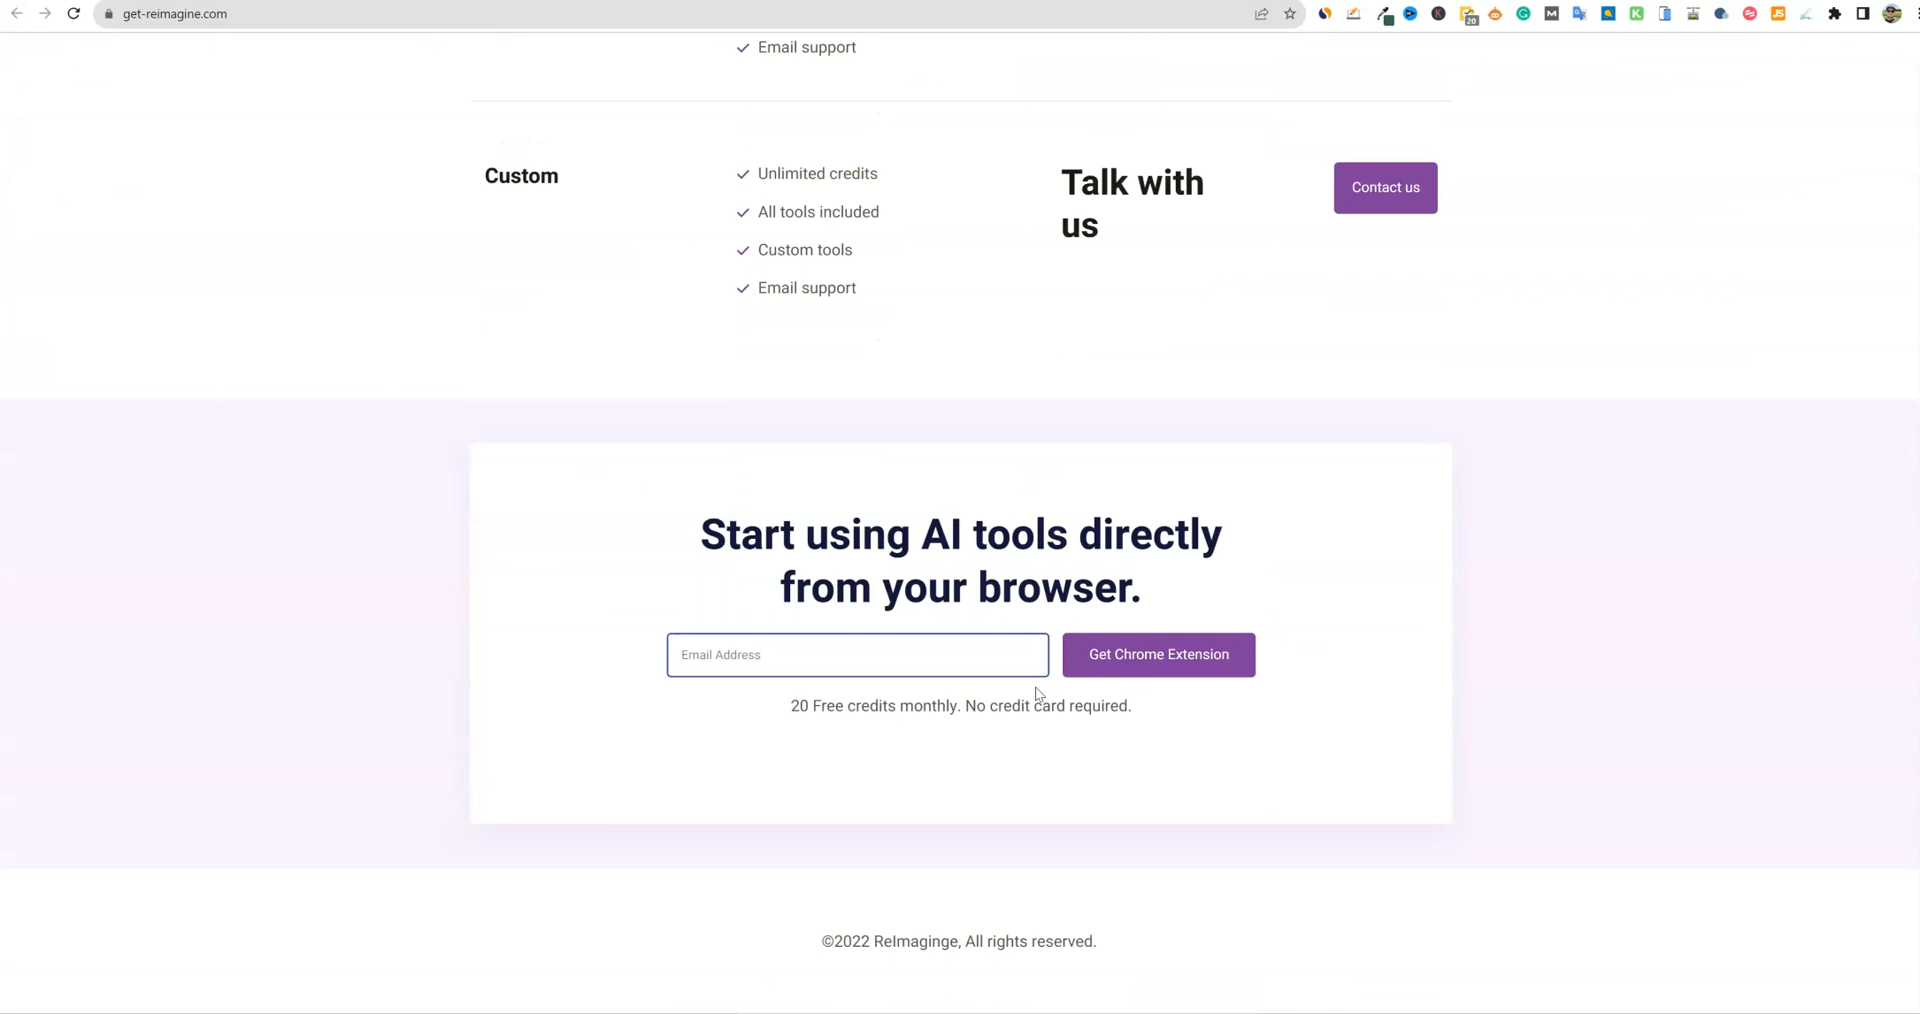 get-reimagine.com
20
Email support
Custom
Unlimited credits
All tools included
Custom tools
Email support
Talk with
us
Contact us
Start using AI tools directly
from your browser.
Email Address
Get Chrome Extension
20 Free credits monthly. No credit card required.
©2022 ReImaginge, All rights reserved.